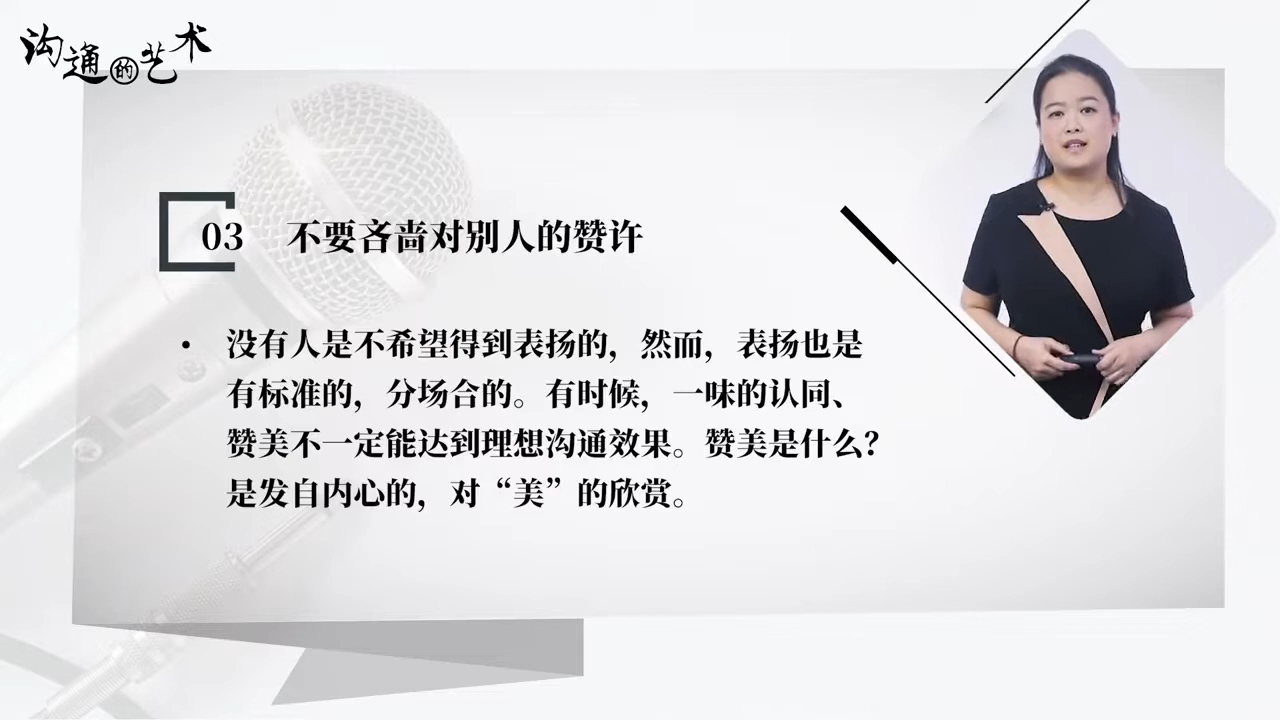 沟通的艺术
03 不要吝啬对别人的赞许
• 没有人是不希望得到表扬的，然而，表扬也是
有标准的，分场合的。有时候，一味的认同、
赞美不一定能达到理想沟通效果。赞美是什么？
是发自内心的，对“美”的欣赏。